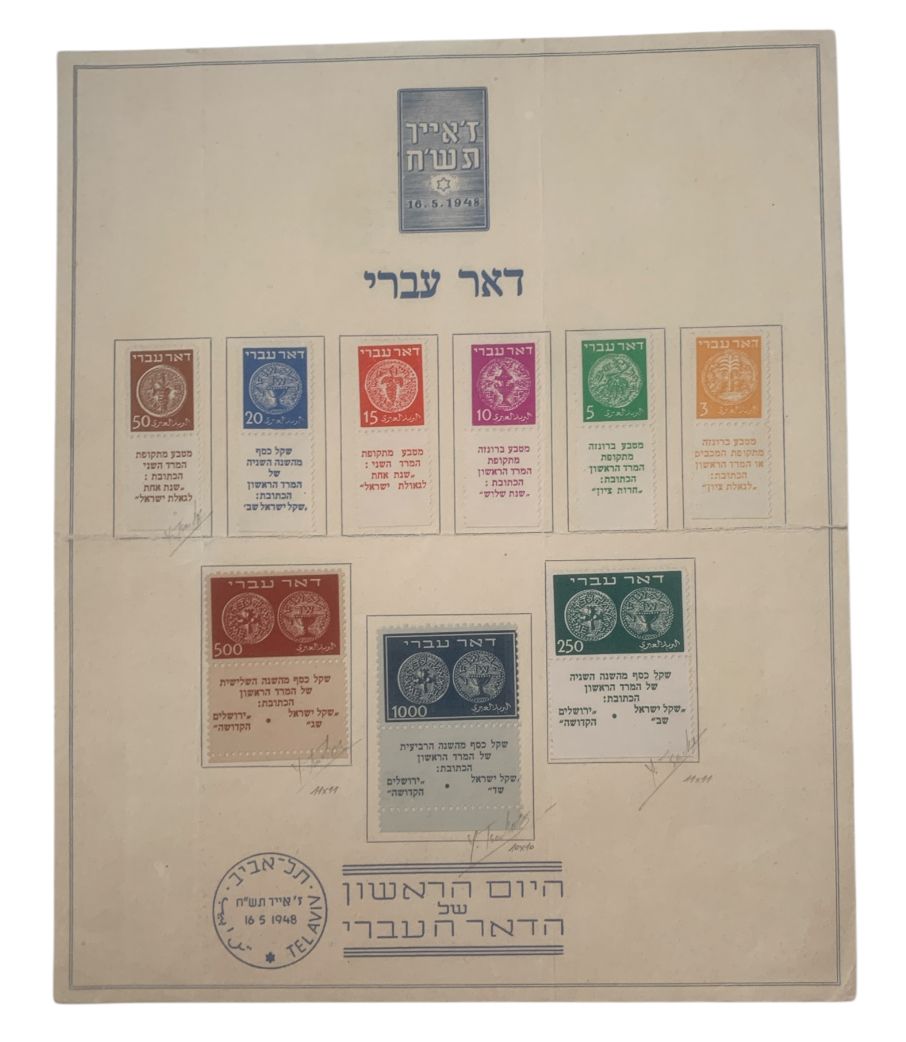 ז'אייר
תש"ח
16.5.1948
דאר עברי
דאר עברי
3
מטבע ברונזה
מתקופת המכבים
או המרד הראשון
הכתובת:
„לגאלת ציון"
דאר עברי
5
מטבע ברונזה
מתקופת
המרד הראשון
הכתובת:
„חרות ציון"
דאר עברי
10
מטבע ברונזה
מתקופת
המרד הראשון
הכתובת:
„שנת שלוש"
דאר עברי
15
מטבע מתקופת
המרד השני:
„שנת אחת
לגאולת ישראל"
דאר עברי
20
שקל כסף
מהשנה השניה
של
המרד הראשון
הכתובת:
„שקל ישראל שב'
דאר עברי
50
מטבע מתקופת
המרד השני
הכתובת:
„שנת אחת
לגאלת ישראל"
דאר עברי
250
שקל כסף מהשנה השניה
של המרד הראשון
הכתובת:
„שקל ישראל • „ירושלים
שב" הקדושה"
11x11
דאר עברי
1000
שקל כסף מהשנה הרביעית
של המרד הראשון
הכתובת:
„שקל ישראל • „ירושלים
שד" הקדושה"
10x10
דאר עברי
500
שקל כסף מהשנה השלישית
של המרד הראשון
הכתובת:
„שקל ישראל • „ירושלים
שג" הקדושה"
11x11
היום הראשון
של
הדאר העברי
תל-אביב
ז' אייר תש"ח
16 5 1948
TEL AVIV